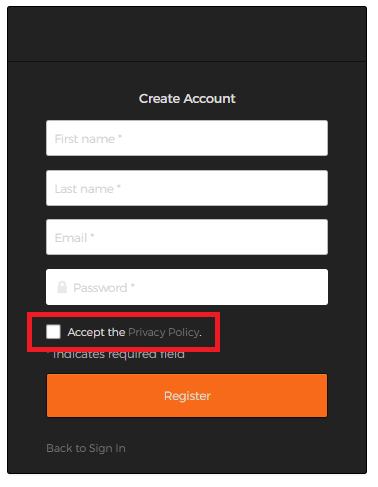 Create Account
First name *
Last name *
Email *
Password *
Accept the Privacy Policy.
* Indicates required field
Register
Back to Sign In